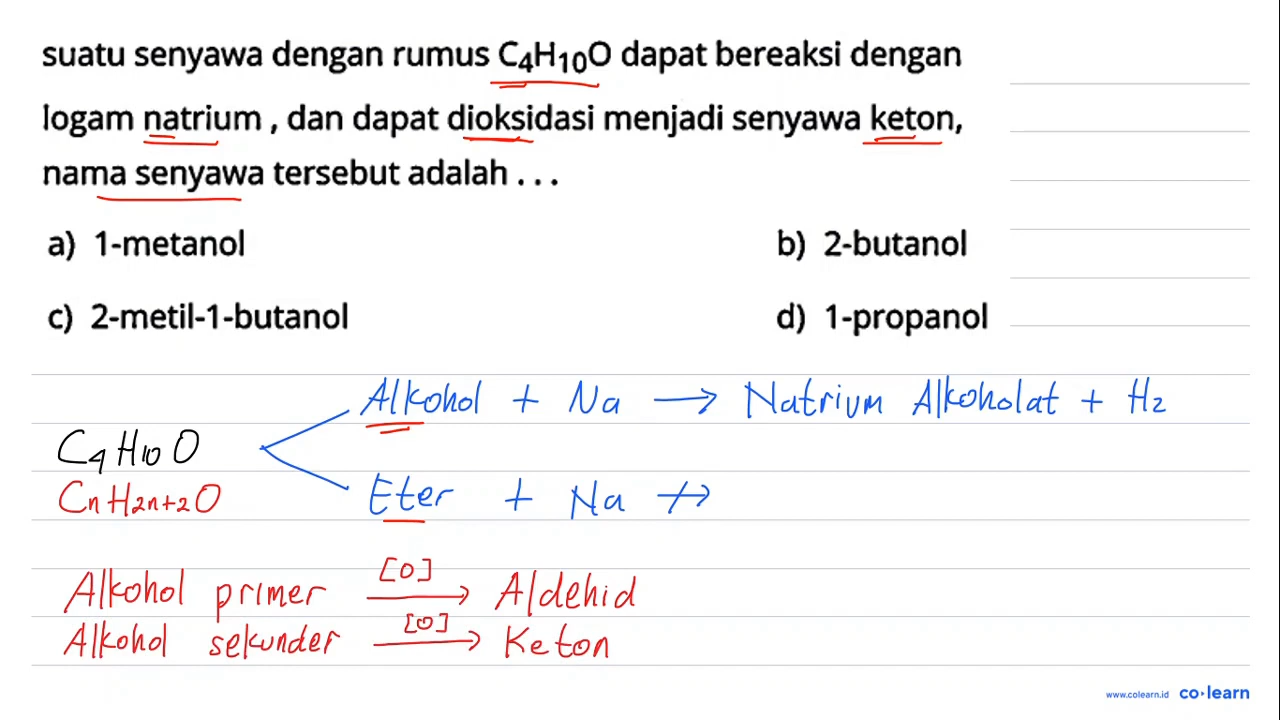 suatu senyawa dengan rumus C₄H₁₀O dapat bereaksi dengan
logam natrium , dan dapat dioksidasi menjadi senyawa keton,
nama senyawa tersebut adalah . . .
a) 1-metanol
b) 2-butanol
c) 2-metil-1-butanol
d) 1-propanol
Alkohol + Na → Natrium Alkoholat + H₂
C₄H₁₀O
CnH2n+2O
Eter + Na ↛
Alkohol primer [O] → Aldehid
Alkohol sekunder [O] → Keton
www.colearn.id co·learn